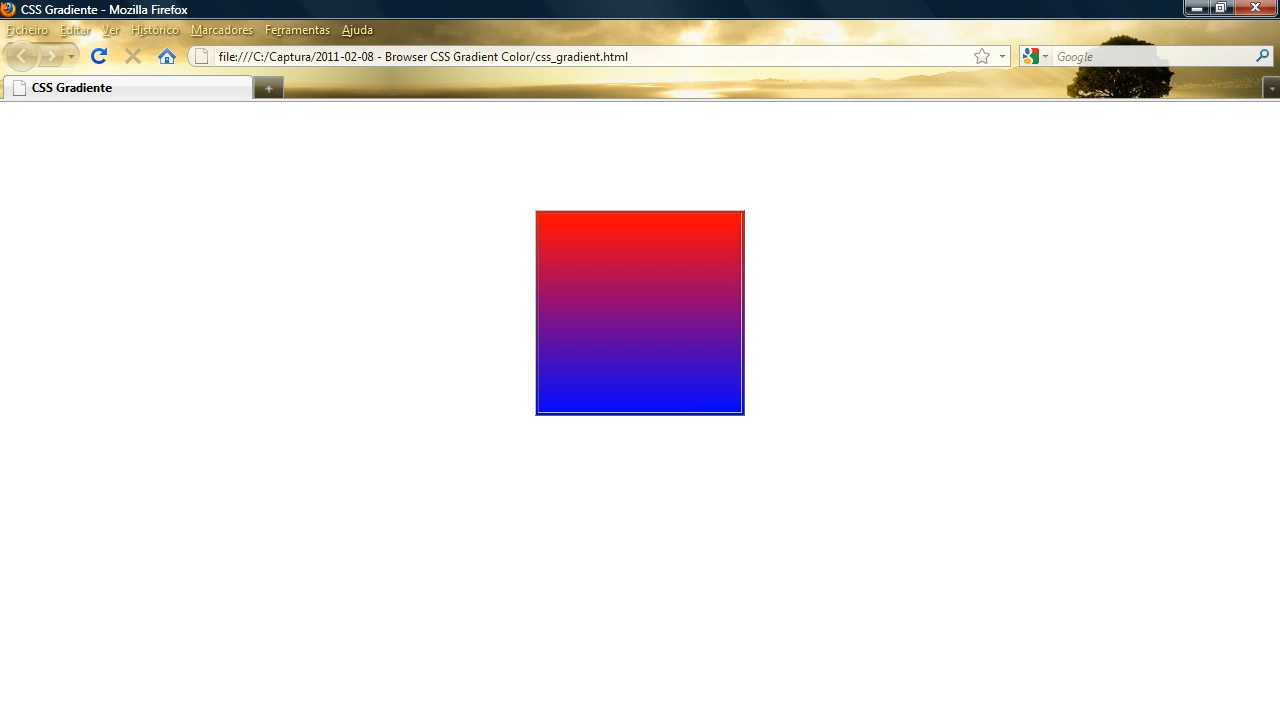 CSS Gradiente - Mozilla Firefox
Ficheiro Editar Ver Histórico Marcadores Ferramentas Ajuda
file:///C:/Captura/2011-02-08 - Browser CSS Gradient Color/css_gradient.html Google
CSS Gradiente